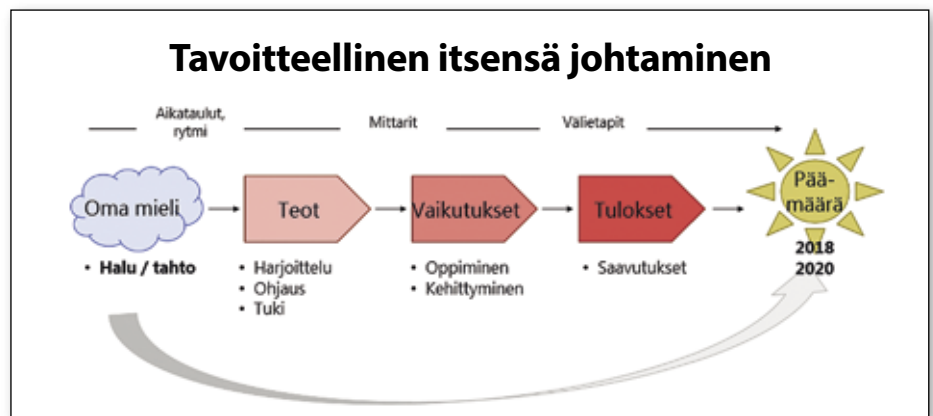 Tavoitteellinen itsensä johtaminen
Aikataulut,
rytmi
Mittarit
Välietapit
Oma mieli
Teot
Vaikutukset
Tulokset
Pää-
määrä
• Halu / tahto
• Harjoittelu
• Ohjaus
• Tuki
• Oppiminen
• Kehittyminen
• Saavutukset
2018
2020